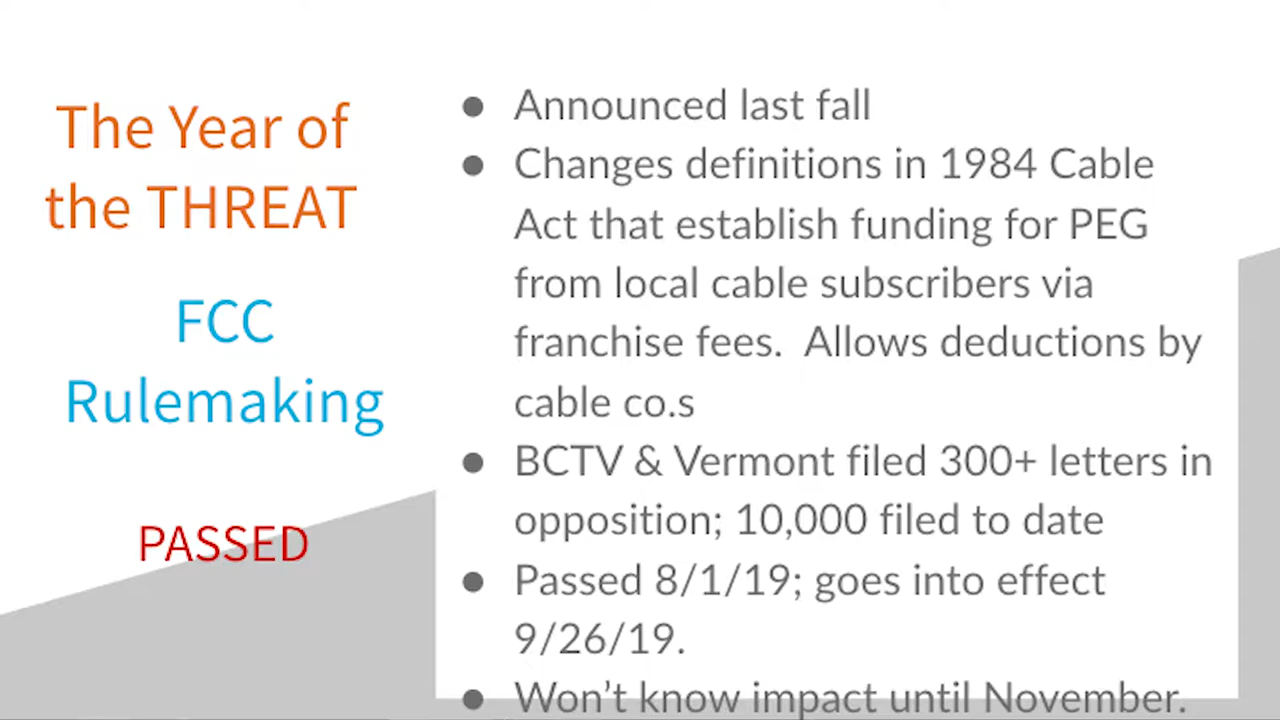 The Year of
the THREAT
FCC
Rulemaking
PASSED
● Announced last fall
● Changes definitions in 1984 Cable
Act that establish funding for PEG
from local cable subscribers via
franchise fees.  Allows deductions by
cable co.s
● BCTV & Vermont filed 300+ letters in
opposition; 10,000 filed to date
● Passed 8/1/19; goes into effect
9/26/19.
● Won’t know impact until November.